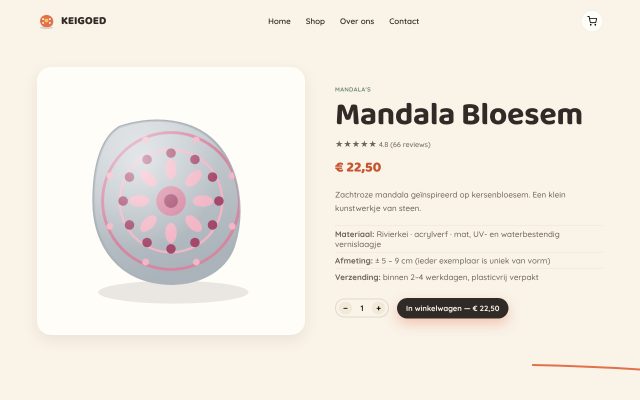 KEIGOED
Home
Shop
Over ons
Contact
MANDALA'S
Mandala Bloesem
★★★★★ 4.8 (66 reviews)
€ 22,50
Zachtroze mandala geïnspireerd op kersenbloesem. Een klein
kunstwerkje van steen.
Materiaal: Rivierkei · acrylverf · mat, UV- en waterbestendig
vernislaagje
Afmeting: ± 5 – 9 cm (ieder exemplaar is uniek van vorm)
Verzending: binnen 2–4 werkdagen, plasticvrij verpakt
− 1 +
In winkelwagen — € 22,50